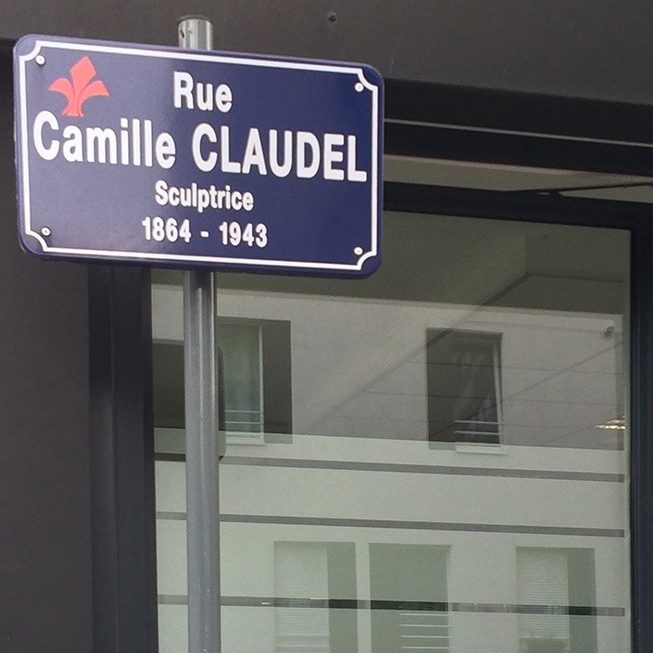 Rue
Camille CLAUDEL
Sculptrice
1864 - 1943